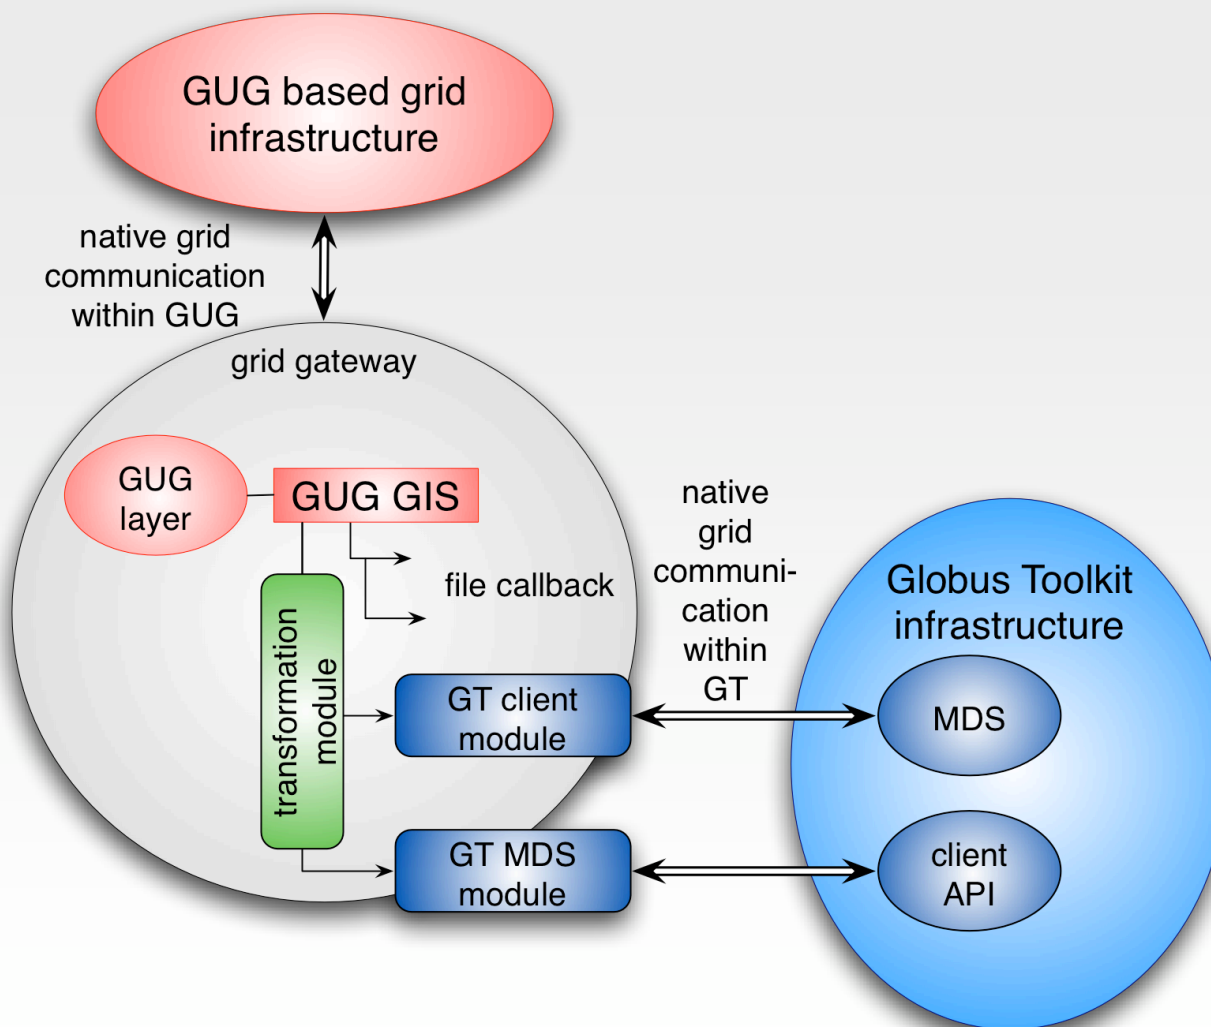 GUG based grid
infrastructure
native grid
communication
within GUG
grid gateway
GUG
layer
GUG GIS
file callback
transformation
module
GT client
module
GT MDS
module
native
grid
communi-
cation
within
GT
Globus Toolkit
infrastructure
MDS
client
API